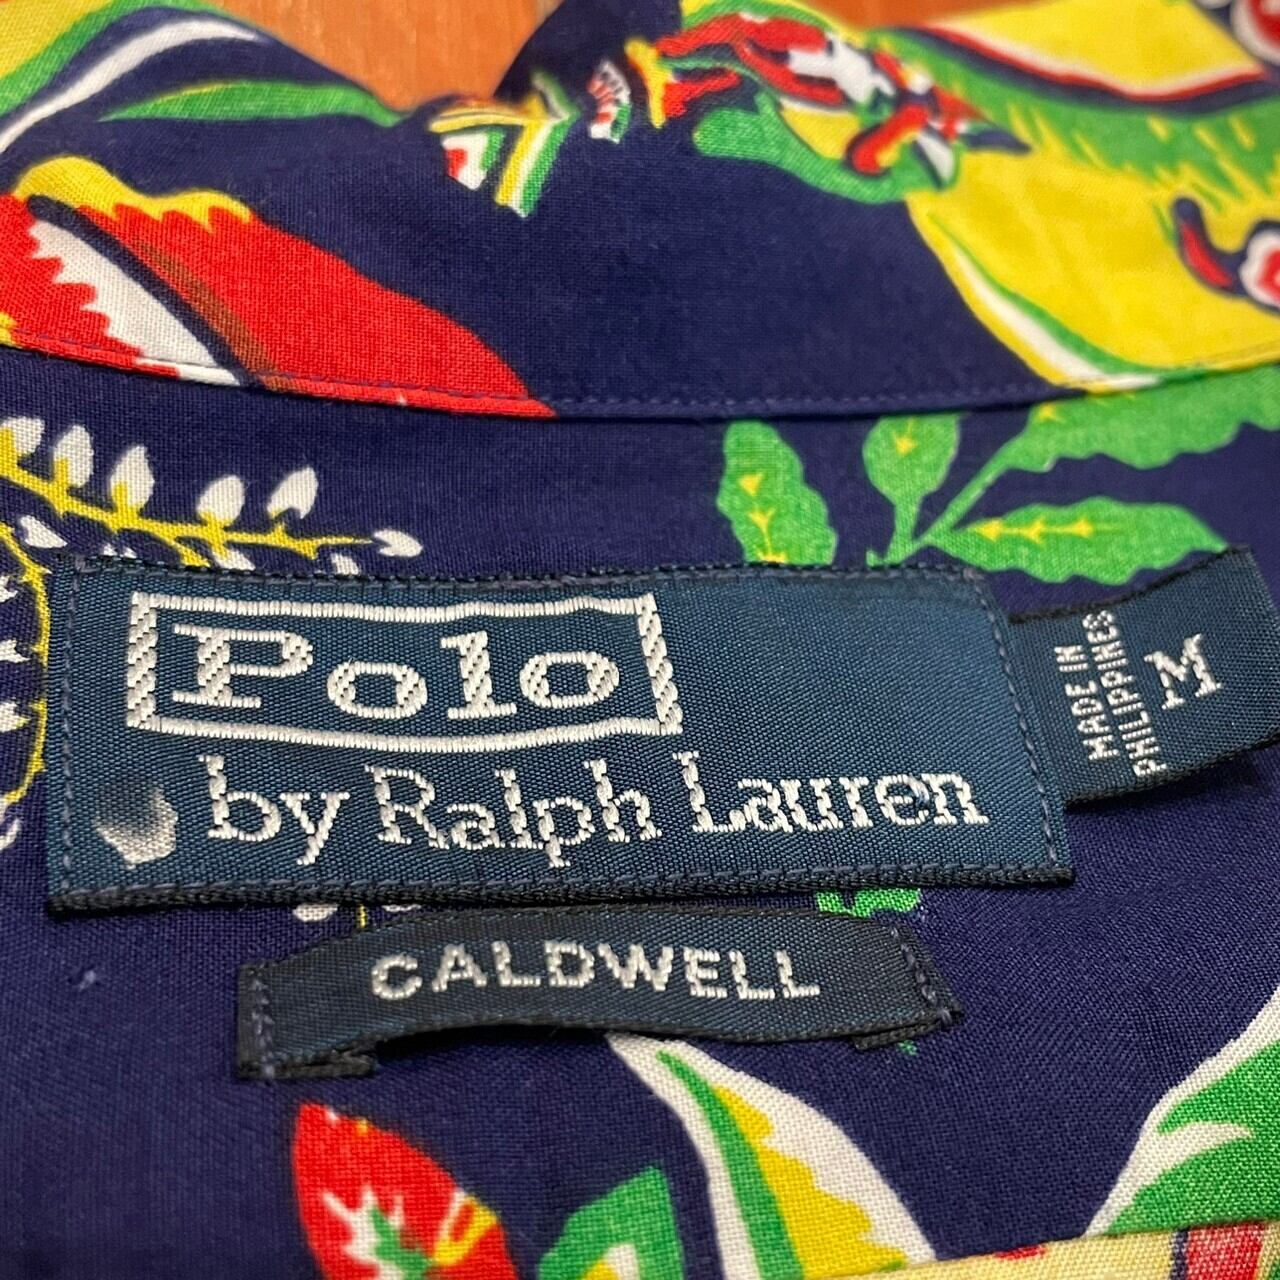 Polo
by Ralph Lauren
MADE IN
PHILIPPINES
M
CALDWELL